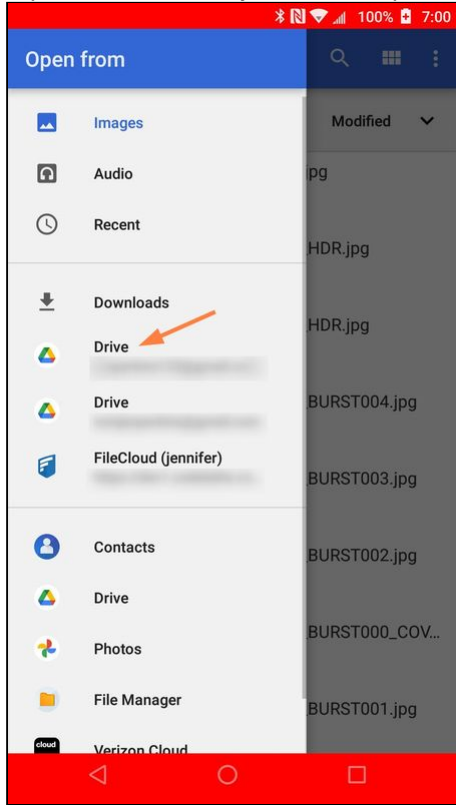 100% 7:00
Open from
Images
Modified
Audio
pg
Recent
HDR.jpg
Downloads
HDR.jpg
Drive
Drive
BURST004.jpg
FileCloud (jennifer)
BURST003.jpg
Contacts
BURST002.jpg
Drive
Photos
BURST000_COV...
File Manager
BURST001.jpg
cloud
Verizon Cloud